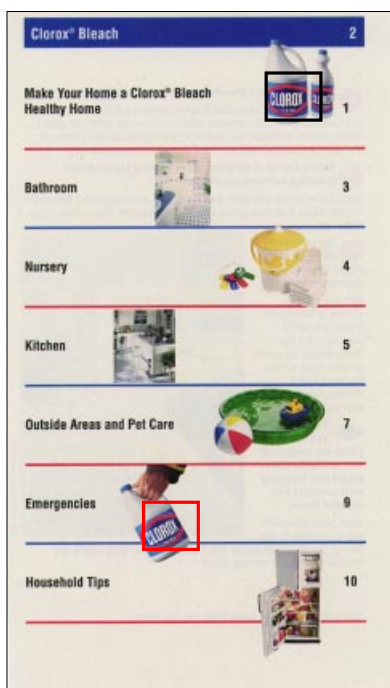 Clorox® Bleach 2
Make Your Home a Clorox® Bleach
Healthy Home 1
CLOROX
CLOROX
Bathroom 3
Nursery 4
Kitchen 5
Outside Areas and Pet Care 7
Emergencies 9
CLOROX
Household Tips 10